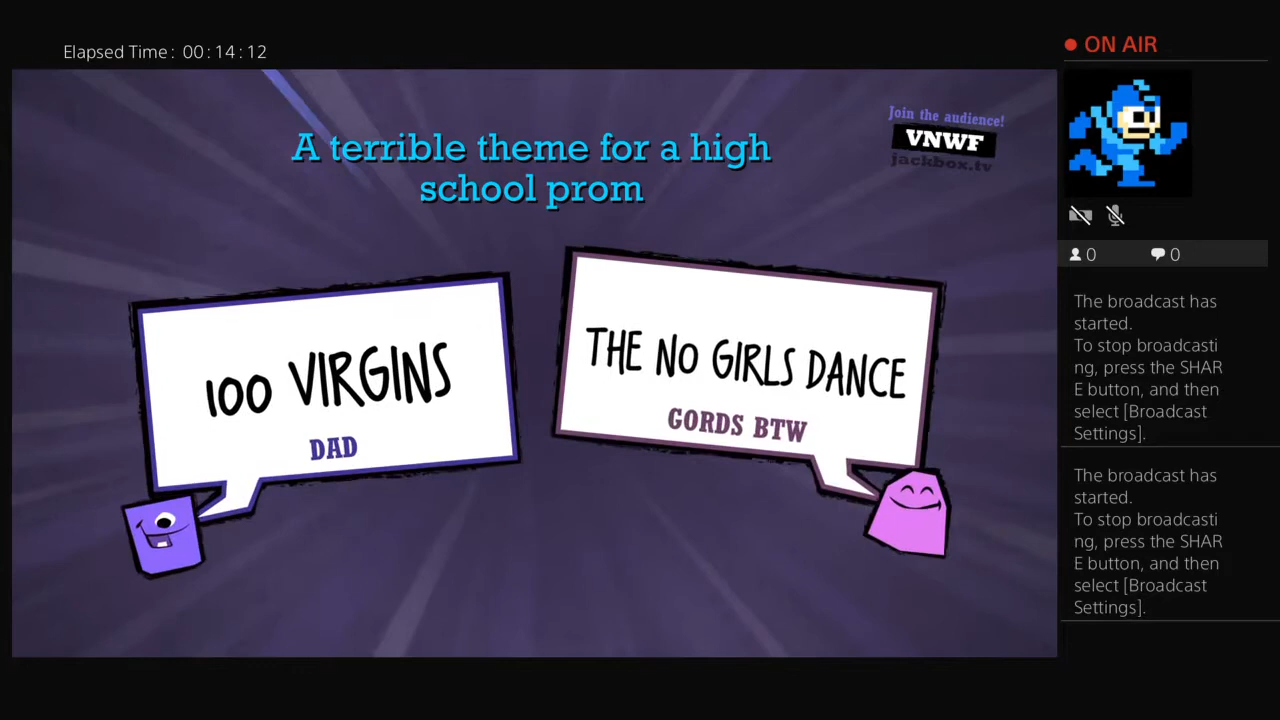 Elapsed Time: 00:14:12
ON AIR
A terrible theme for a high
school prom
Join the audience!
VNWF
jackbox.tv
100 VIRGINS
DAD
THE NO GIRLS DANCE
GORDS BTW
0
0
The broadcast has
started.
To stop broadcasti
ng, press the SHAR
E button, and then
select [Broadcast
Settings].
The broadcast has
started.
To stop broadcasti
ng, press the SHAR
E button, and then
select [Broadcast
Settings].